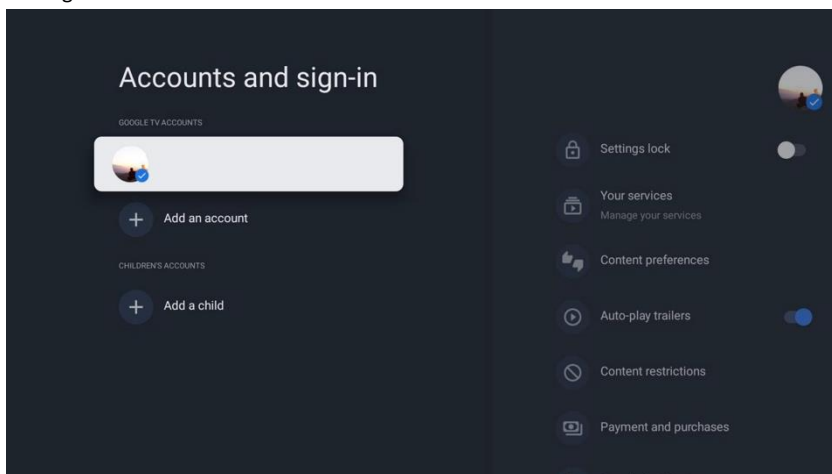 Accounts and sign-in
GOOGLE TV ACCOUNTS
Add an account
CHILDREN'S ACCOUNTS
Add a child
Settings lock
Your services
Manage your services
Content preferences
Auto-play trailers
Content restrictions
Payment and purchases